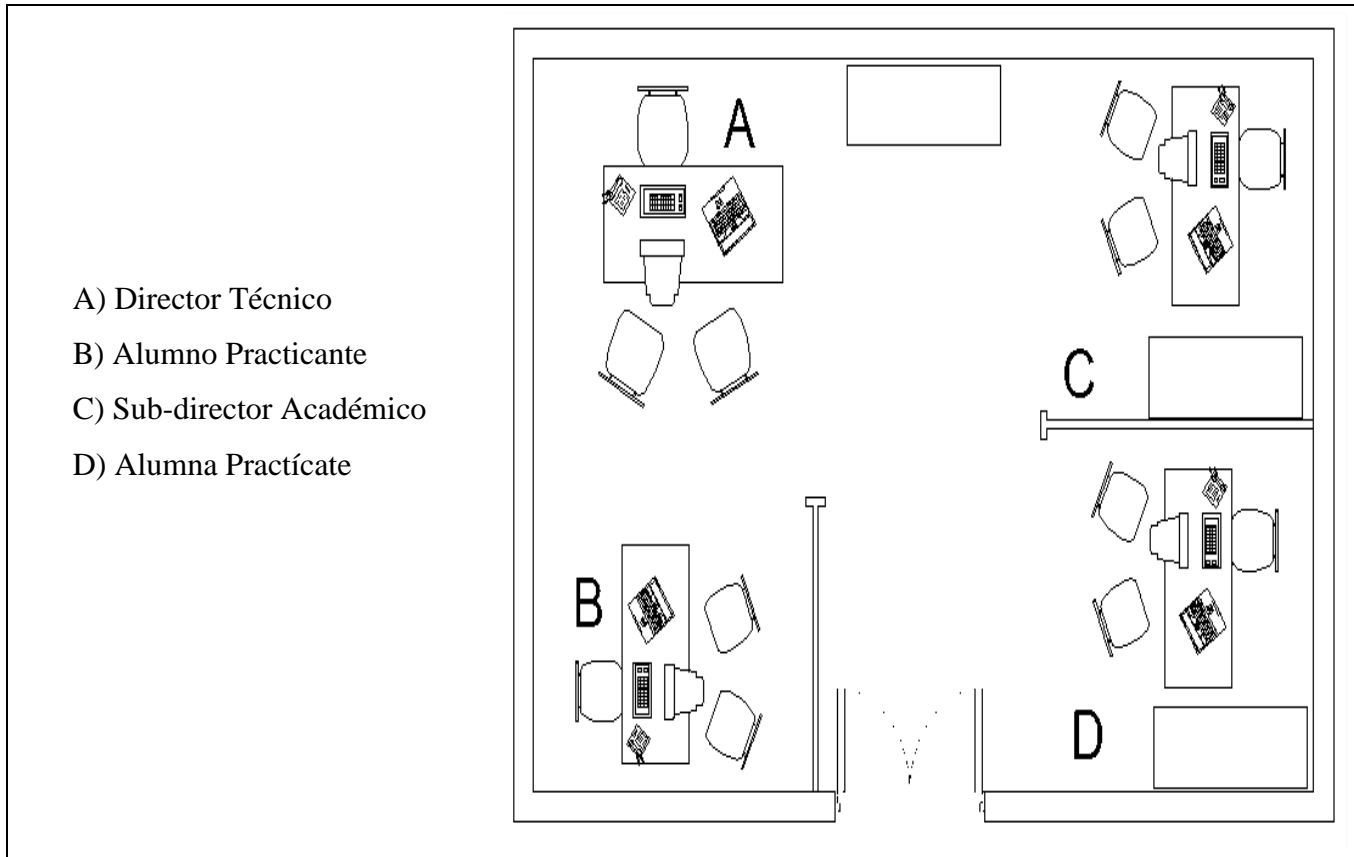 A) Director Técnico
B) Alumno Practicante
C) Sub-director Académico
D) Alumna Practícate
A
C
B
D